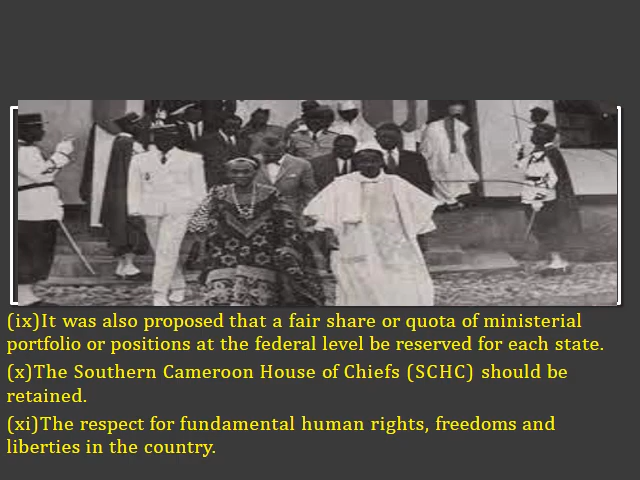 (ix)It was also proposed that a fair share or quota of ministerial
portfolio or positions at the federal level be reserved for each state.
(x)The Southern Cameroon House of Chiefs (SCHC) should be
retained.
(xi)The respect for fundamental human rights, freedoms and
liberties in the country.